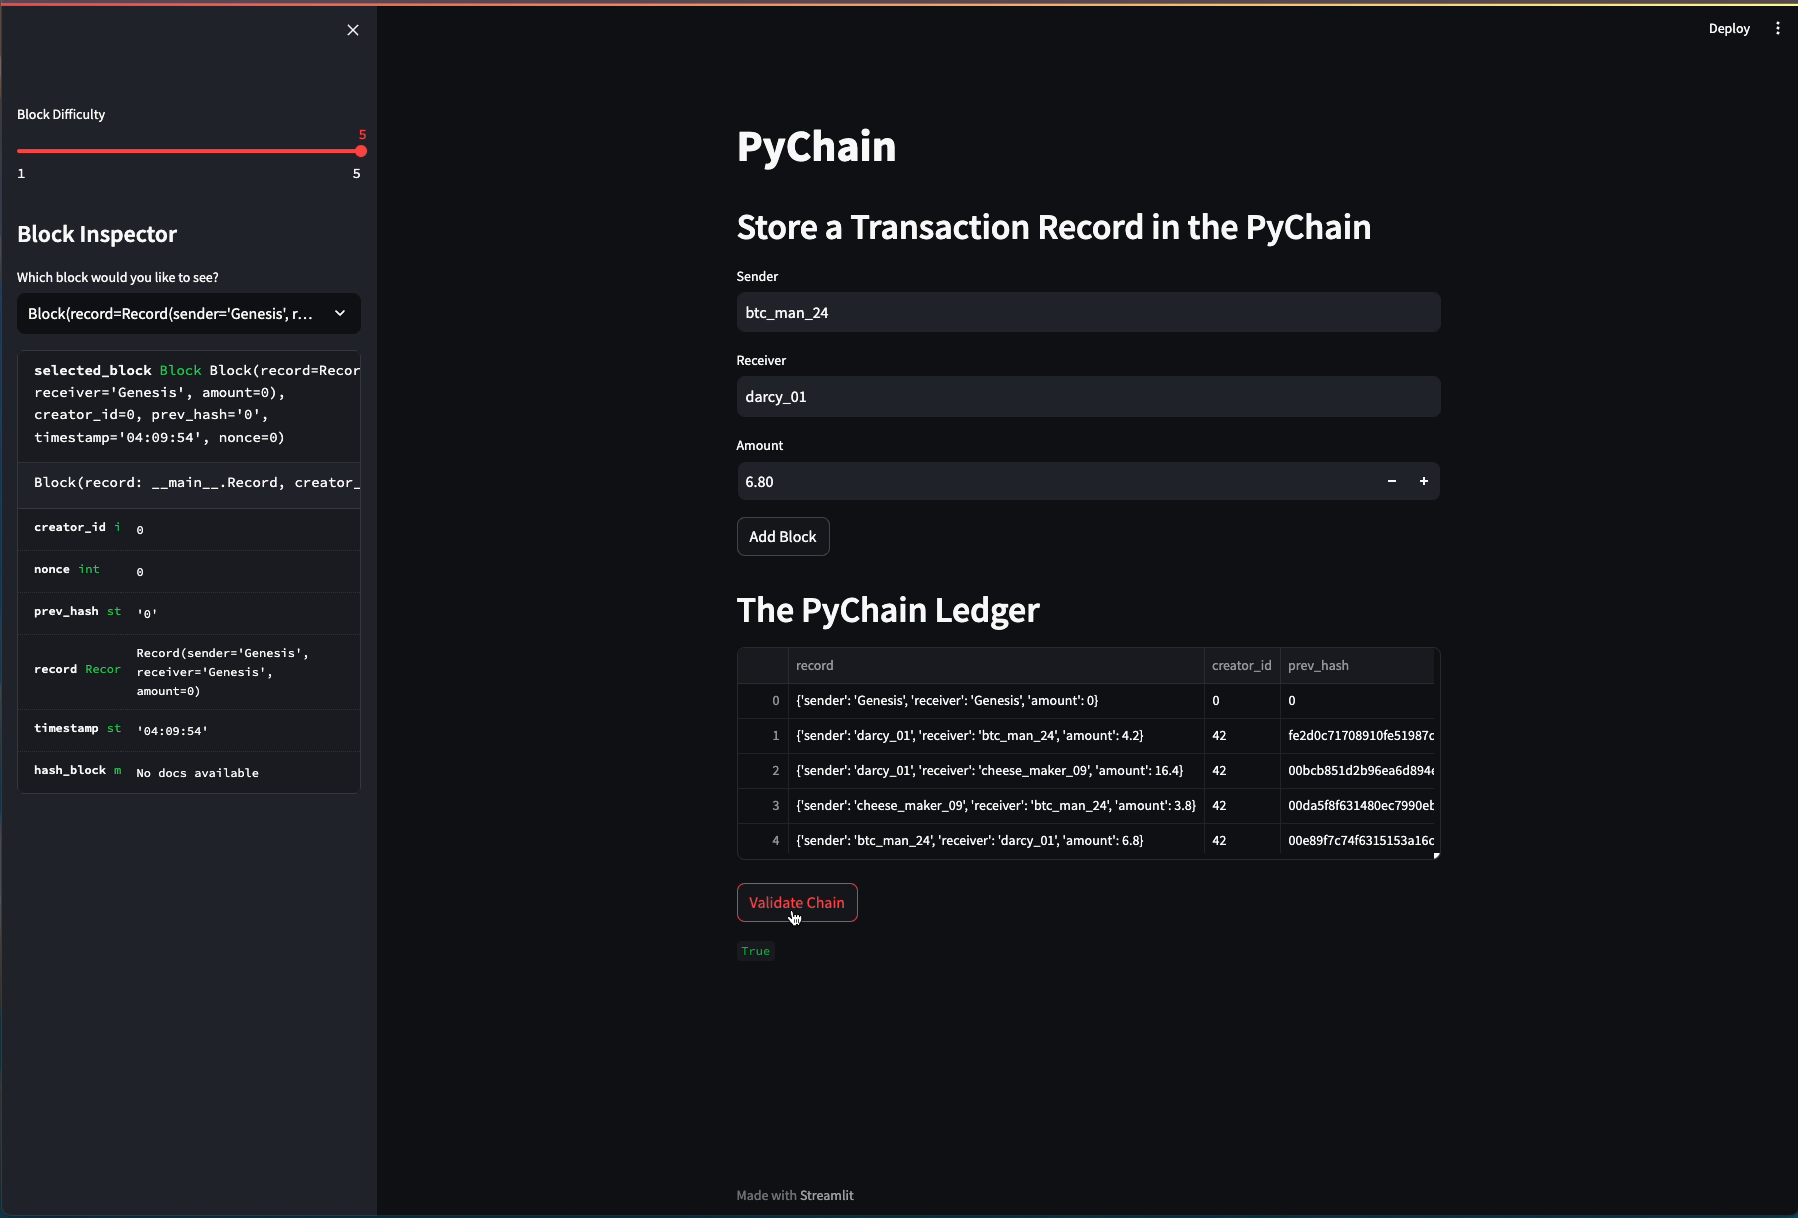 Deploy
Block Difficulty
5
1 5
Block Inspector
Which block would you like to see?
Block(record=Record(sender='Genesis', r...
selected_block Block Block(record=Recor
receiver='Genesis', amount=0),
creator_id=0, prev_hash='0',
timestamp='04:09:54', nonce=0)
Block(record: __main__.Record, creator_
creator_id i 0
nonce int 0
prev_hash st '0'
record Recor Record(sender='Genesis',
receiver='Genesis',
amount=0)
timestamp st '04:09:54'
hash_block m No docs available
PyChain
Store a Transaction Record in the PyChain
Sender
btc_man_24
Receiver
darcy_01
Amount
6.80
Add Block
The PyChain Ledger
record creator_id prev_hash
0 {'sender': 'Genesis', 'receiver': 'Genesis', 'amount': 0} 0 0
1 {'sender': 'darcy_01', 'receiver': 'btc_man_24', 'amount': 4.2} 42 fe2d0c71708910fe51987c
2 {'sender': 'darcy_01', 'receiver': 'cheese_maker_09', 'amount': 16.4} 42 00bcb851d2b96ea6d894e
3 {'sender': 'cheese_maker_09', 'receiver': 'btc_man_24', 'amount': 3.8} 42 00da5f8f631480ec7990eb
4 {'sender': 'btc_man_24', 'receiver': 'darcy_01', 'amount': 6.8} 42 00e89f7c74f6315153a16c
Validate Chain
True
Made with Streamlit